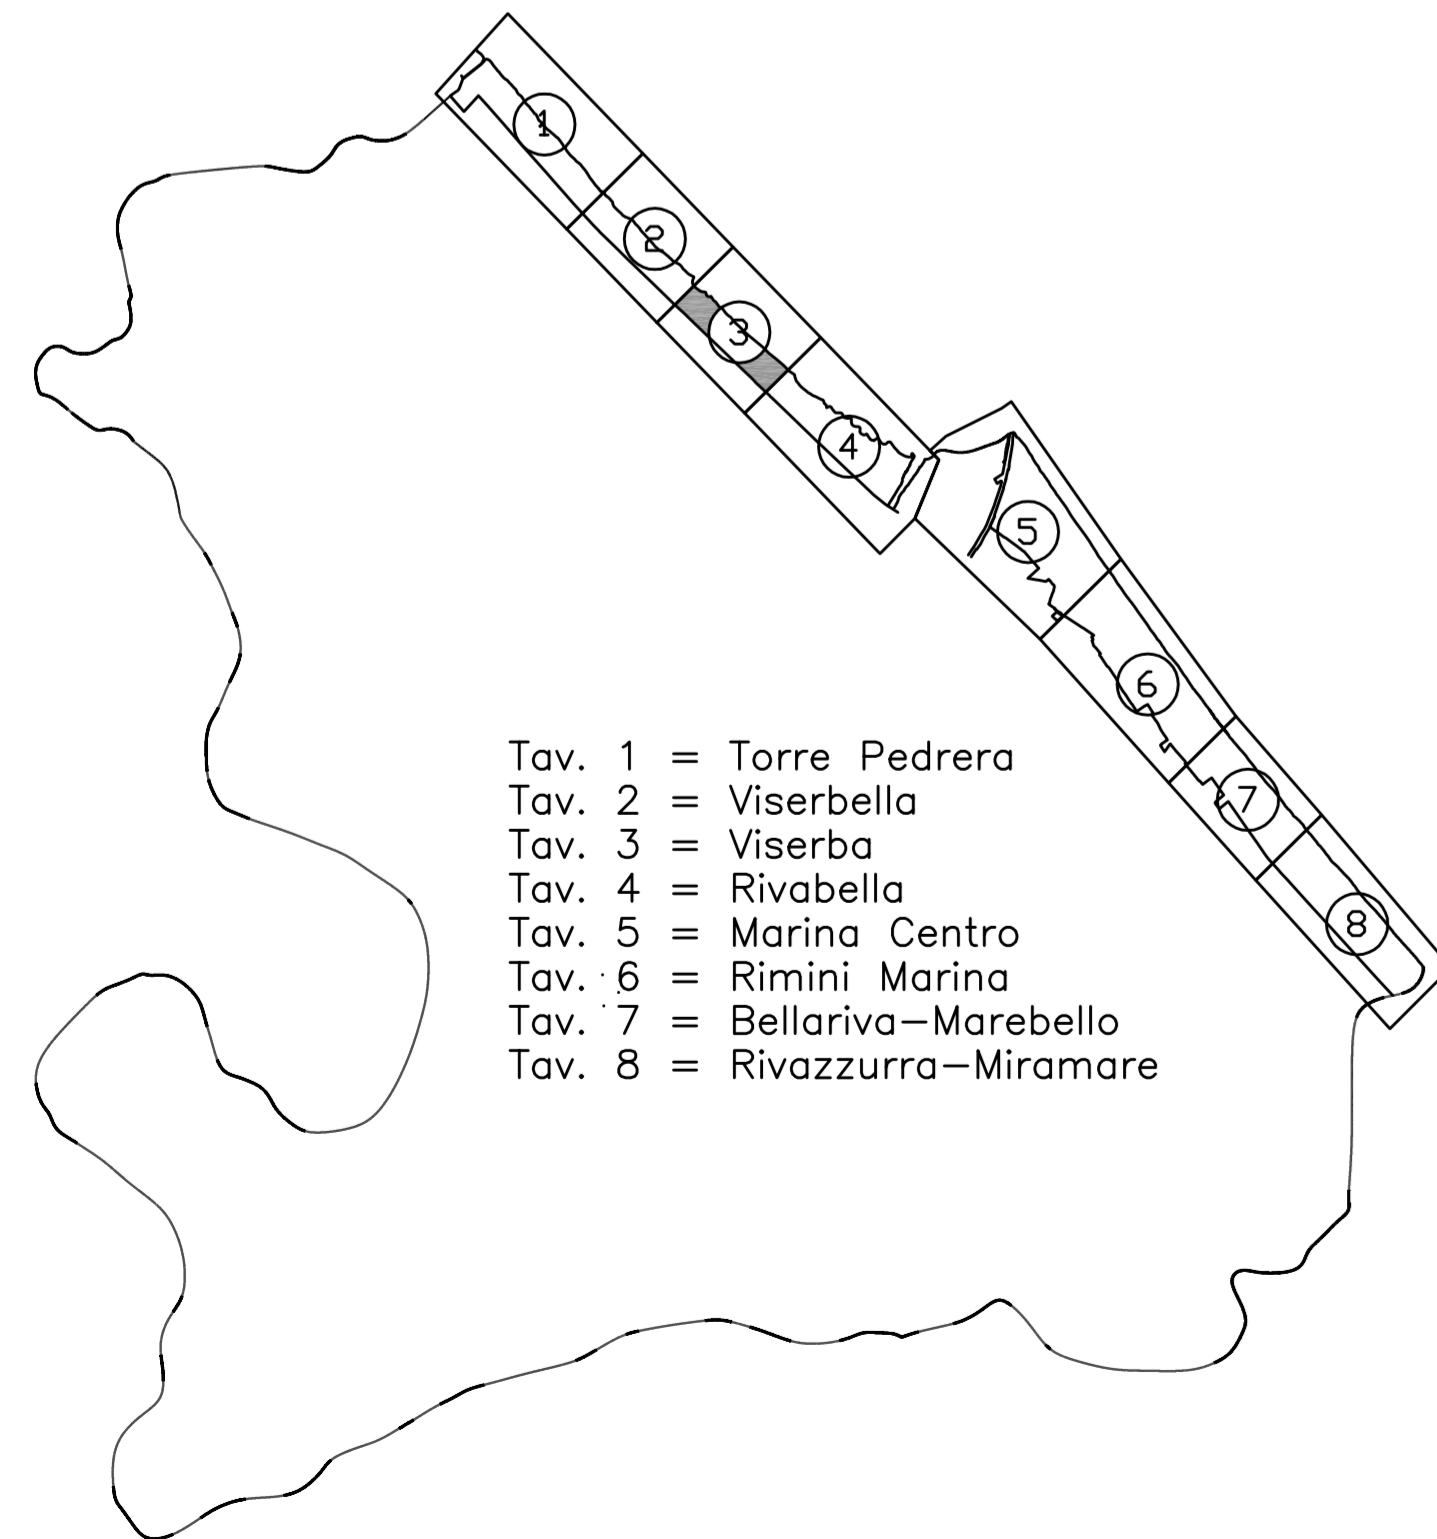 1
2
3
4
5
6
7
8
Tav. 1 = Torre Pedrera
Tav. 2 = Viserbella
Tav. 3 = Viserba
Tav. 4 = Rivabella
Tav. 5 = Marina Centro
Tav. 6 = Rimini Marina
Tav. 7 = Bellariva-Marebello
Tav. 8 = Rivazzurra-Miramare